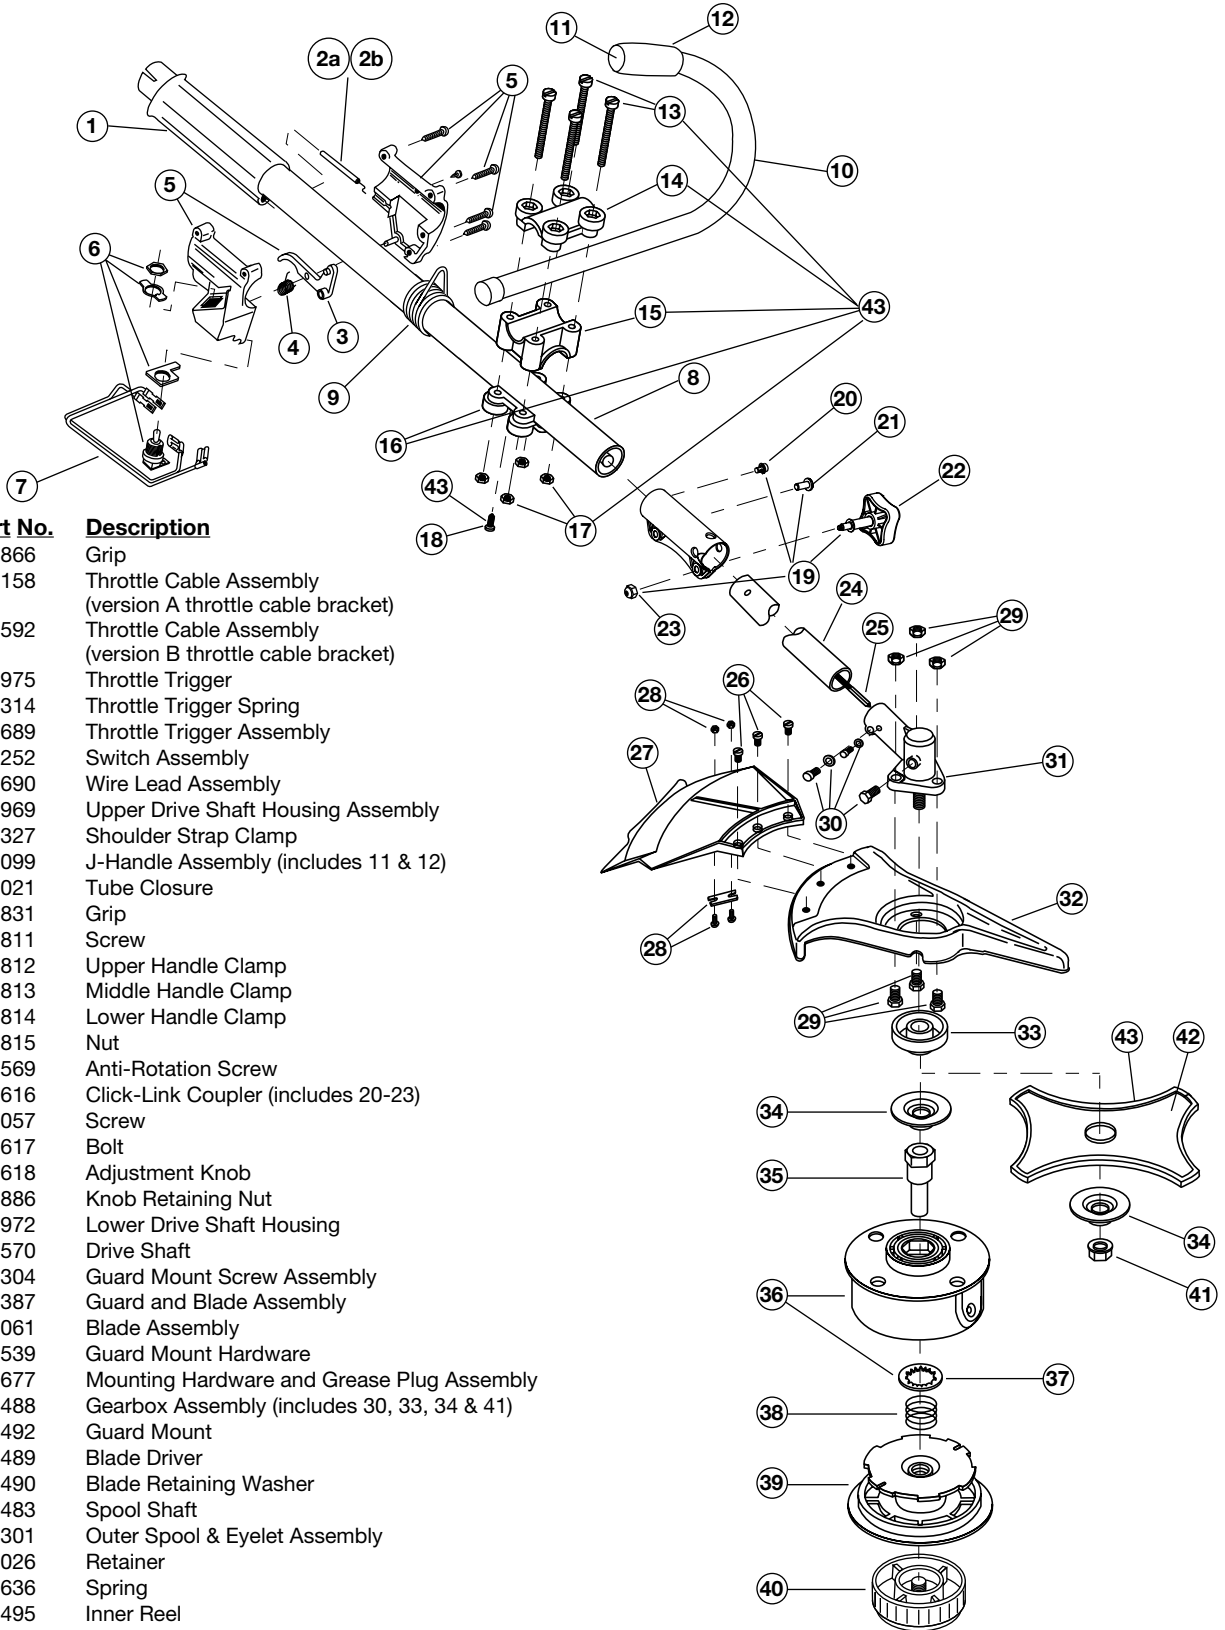 11
12
2a
2b
5
13
1
10
14
5
6
43
15
4
3
9
8
20
21
16
7
43
17
22
18
19
24
23
29
25
26
28
27
31
30
32
28
29
33
43
42
34
35
34
36
41
37
38
39
40
t No. Description
866 Grip
158 Throttle Cable Assembly
(version A throttle cable bracket)
592 Throttle Cable Assembly
(version B throttle cable bracket)
975 Throttle Trigger
314 Throttle Trigger Spring
689 Throttle Trigger Assembly
252 Switch Assembly
690 Wire Lead Assembly
969 Upper Drive Shaft Housing Assembly
327 Shoulder Strap Clamp
099 J-Handle Assembly (includes 11 & 12)
021 Tube Closure
831 Grip
811 Screw
812 Upper Handle Clamp
813 Middle Handle Clamp
814 Lower Handle Clamp
815 Nut
569 Anti-Rotation Screw
616 Click-Link Coupler (includes 20-23)
057 Screw
617 Bolt
618 Adjustment Knob
886 Knob Retaining Nut
972 Lower Drive Shaft Housing
570 Drive Shaft
304 Guard Mount Screw Assembly
387 Guard and Blade Assembly
061 Blade Assembly
539 Guard Mount Hardware
677 Mounting Hardware and Grease Plug Assembly
488 Gearbox Assembly (includes 30, 33, 34 & 41)
492 Guard Mount
489 Blade Driver
490 Blade Retaining Washer
483 Spool Shaft
301 Outer Spool & Eyelet Assembly
026 Retainer
636 Spring
495 Inner Reel